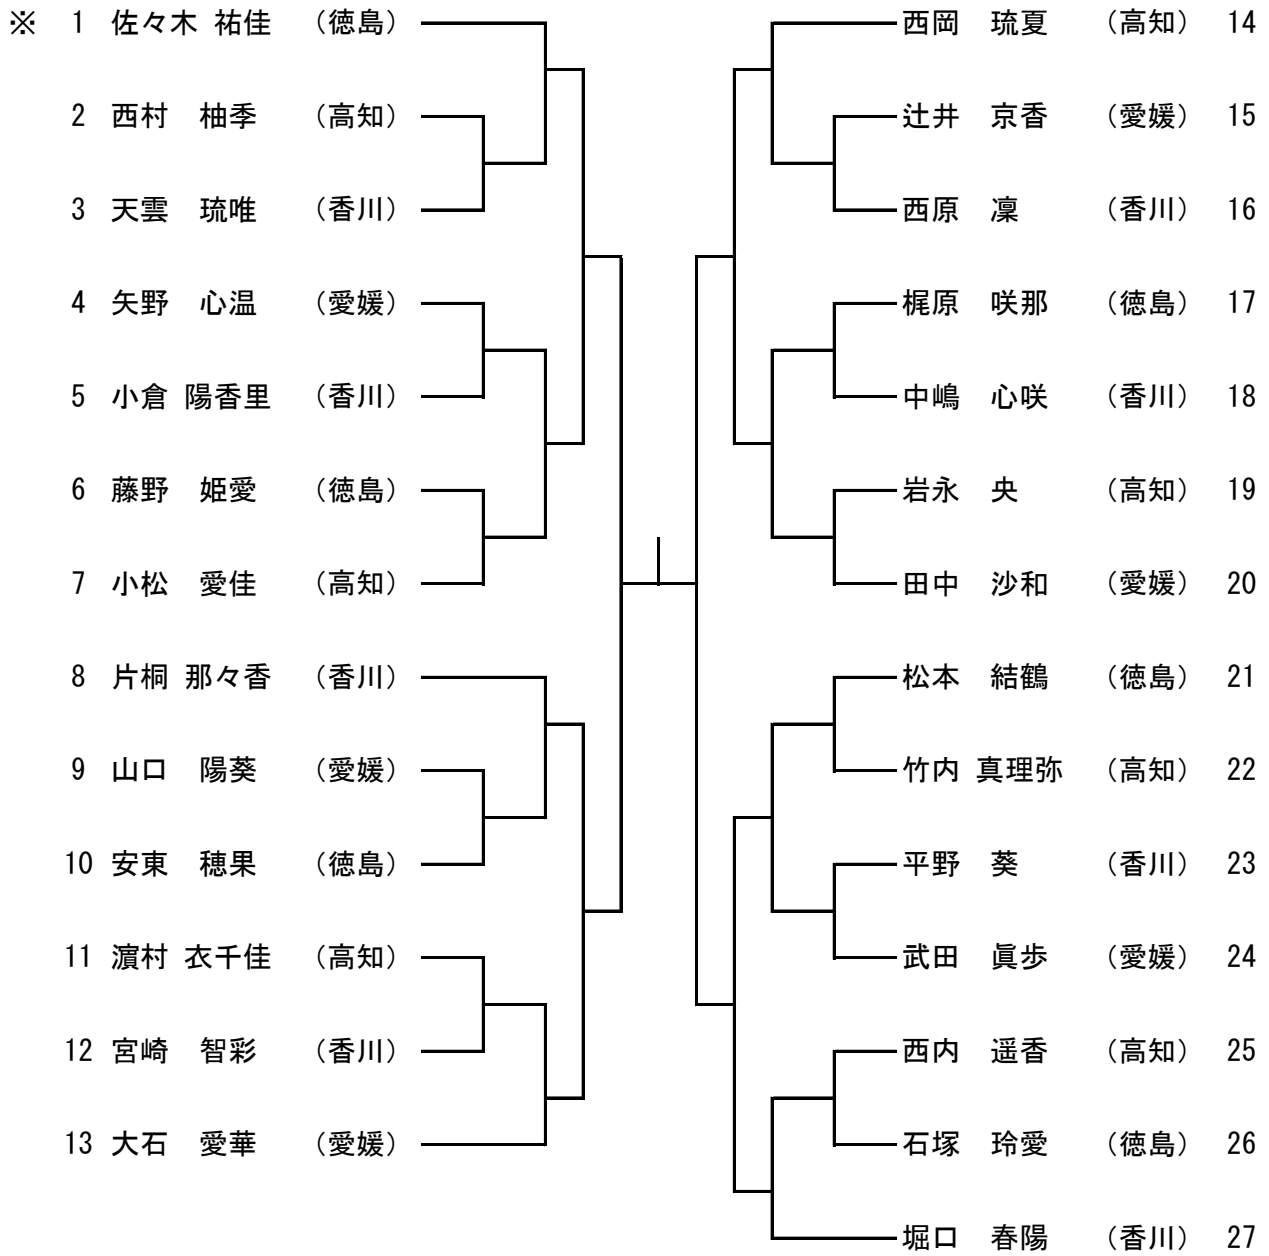 ※ 1 佐々木 祐佳 （徳島）
2 西村 柚季 （高知）
3 天雲 琉唯 （香川）
4 矢野 心温 （愛媛）
5 小倉 陽香里 （香川）
6 藤野 姫愛 （徳島）
7 小松 愛佳 （高知）
8 片桐 那々香 （香川）
9 山口 陽葵 （愛媛）
10 安東 穂果 （徳島）
11 濵村 衣千佳 （高知）
12 宮崎 智彩 （香川）
13 大石 愛華 （愛媛）
西岡 琉夏 （高知） 14
辻井 京香 （愛媛） 15
西原 凜 （香川） 16
梶原 咲那 （徳島） 17
中嶋 心咲 （香川） 18
岩永 央 （高知） 19
田中 沙和 （愛媛） 20
松本 結鶴 （徳島） 21
竹内 真理弥 （高知） 22
平野 葵 （香川） 23
武田 眞歩 （愛媛） 24
西内 遥香 （高知） 25
石塚 玲愛 （徳島） 26
堀口 春陽 （香川） 27